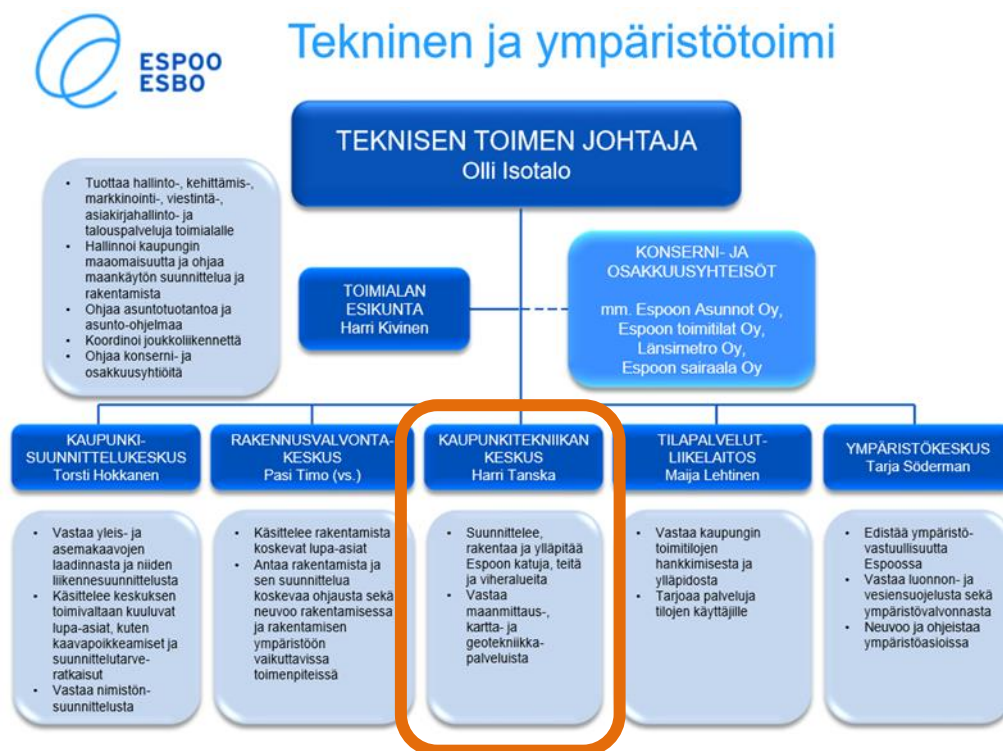 ESPOO
ESBO
Tekninen ja ympäristötoimi
TEKNISEN TOIMEN JOHTAJA
Olli Isotalo
• Tuottaa hallinto-, kehittämis-,
markkinointi-, viestintä-,
asiakirjahallinto- ja
talouspalveluja toimialalle
• Hallinnoi kaupungin
maaomaisuutta ja ohjaa
maankäytön suunnittelua ja
rakentamista
• Ohjaa asuntotuotantoa ja
asunto-ohjelmaa
• Koordinoi joukkoliikennettä
• Ohjaa konserni- ja
osakkuusyhtiöitä
TOIMIALAN
ESIKUNTA
Harri Kivinen
KONSERNI- JA
OSAKKUUSYHTEISÖT
mm. Espoon Asunnot Oy,
Espoon toimitilat Oy,
Länsimetro Oy,
Espoon sairaala Oy
KAUPUNKI-
SUUNNITTELUKESKUS
Torsti Hokkanen
• Vastaa yleis- ja
asemakaavojen
laadinnasta ja niiden
liikennesuunnittelusta
• Käsittelee keskuksen
toimivaltaan kuuluvat
lupa-asiat, kuten
kaavapoikkeamiset ja
suunnittelutarve-
ratkaisut
• Vastaa nimistön-
suunnittelusta
RAKENNUSVALVONTA-
KESKUS
Pasi Timo (vs.)
• Käsittelee rakentamista
koskevat lupa-asiat
• Antaa rakentamista ja
sen suunnittelua
koskevaa ohjausta sekä
neuvoo rakentamisessa
ja rakentamisen
ympäristöön
vaikuttavissa
toimenpiteissä
KAUPUNKITEKNIIKAN
KESKUS
Harri Tanska
• Suunnittelee,
rakentaa ja ylläpitää
Espoon katuja, teitä
ja viheralueita
• Vastaa
maanmittaus-,
kartta- ja
geotekniikka-
palveluista
TILAPALVELUT-
LIIKELAITOS
Maija Lehtinen
• Vastaa kaupungin
toimitilojen
hankkimisesta ja
ylläpidosta
• Tarjoaa palveluja
tilojen käyttäjille
YMPÄRISTÖKESKUS
Tarja Söderman
• Edistää ympäristö-
vastuullisuutta
Espoossa
• Vastaa luonnon- ja
vesiensuojelusta sekä
ympäristövalvonnasta
• Neuvoo ja ohjeistaa
ympäristöasioissa